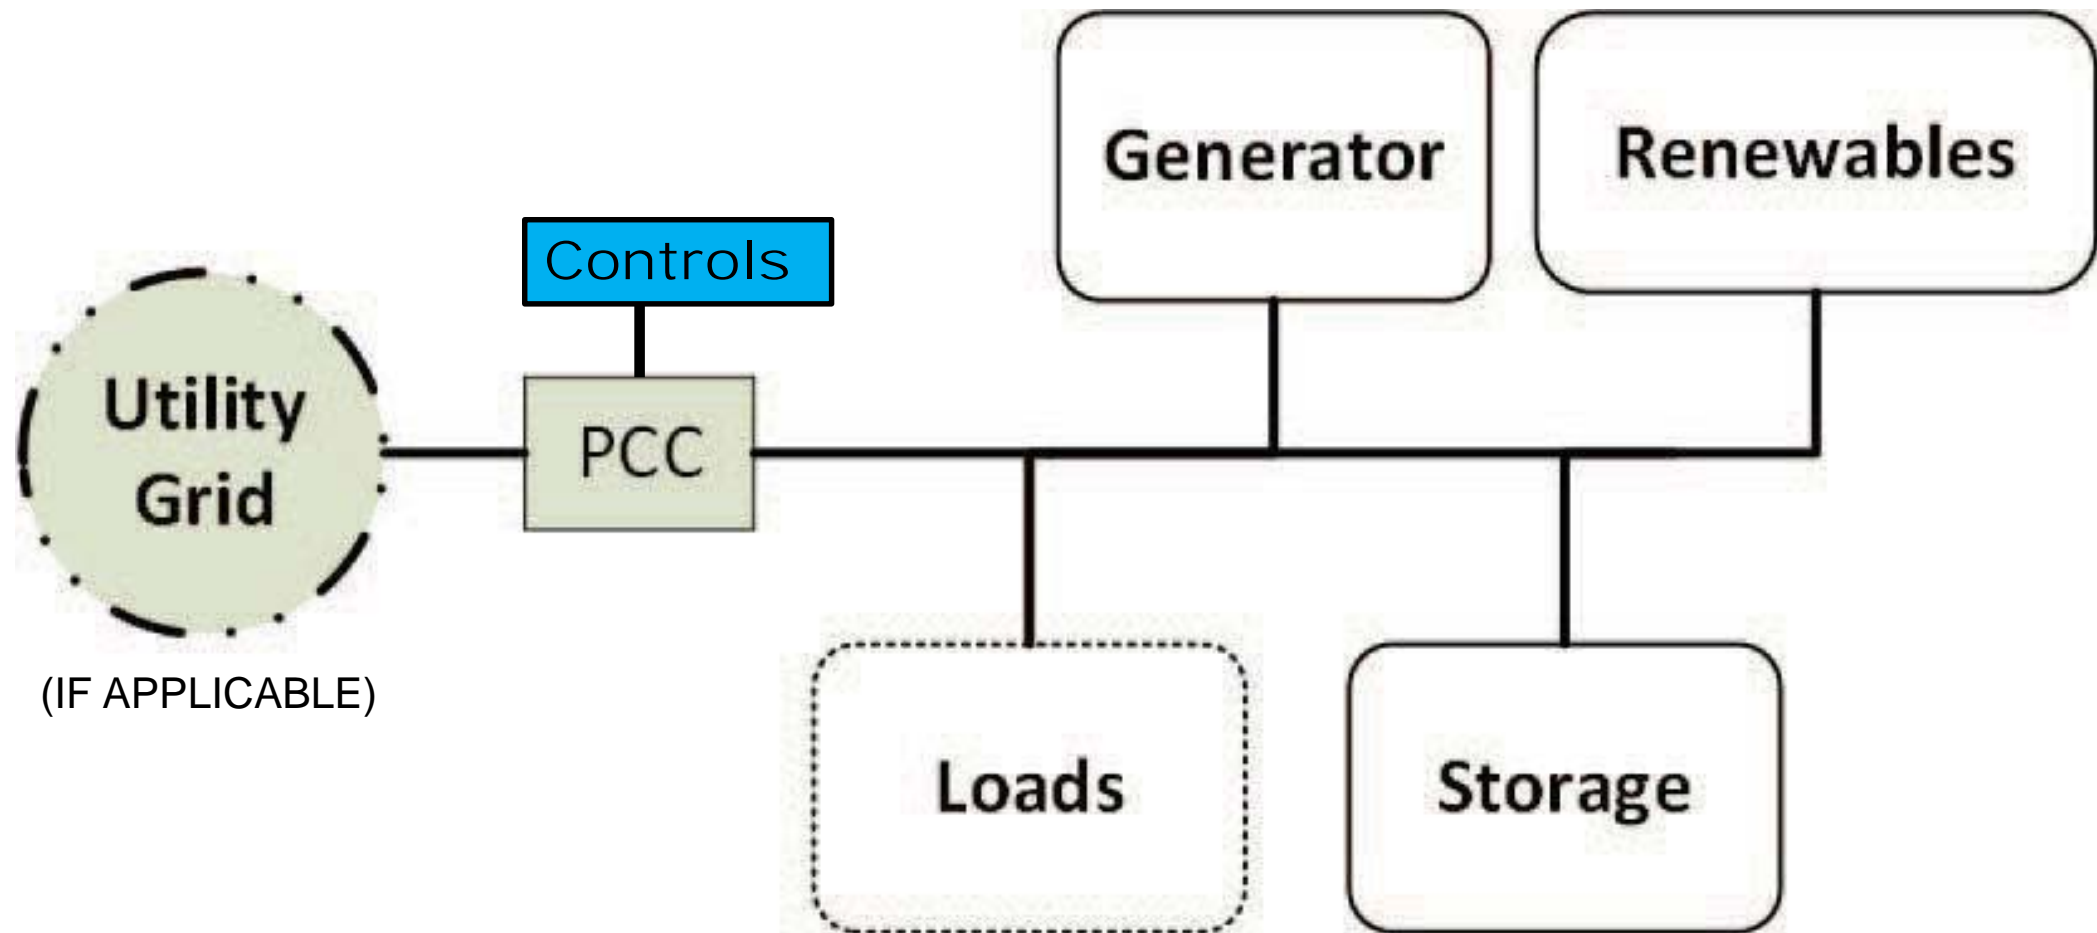 Generator
Renewables
Controls
Utility
Grid
PCC
(IF APPLICABLE)
Loads
Storage